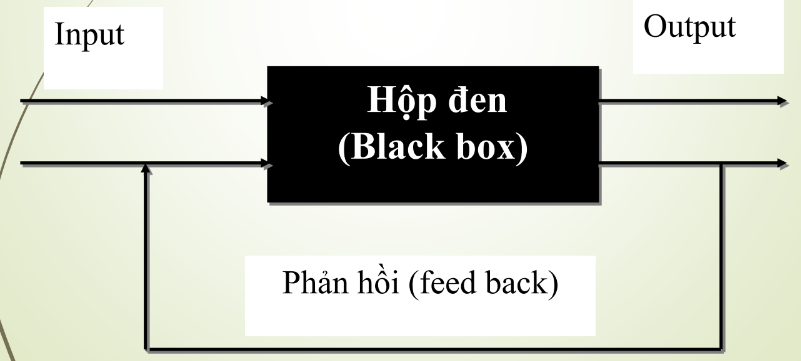 Input
Output
Hộp đen
(Black box)
Phản hồi (feed back)